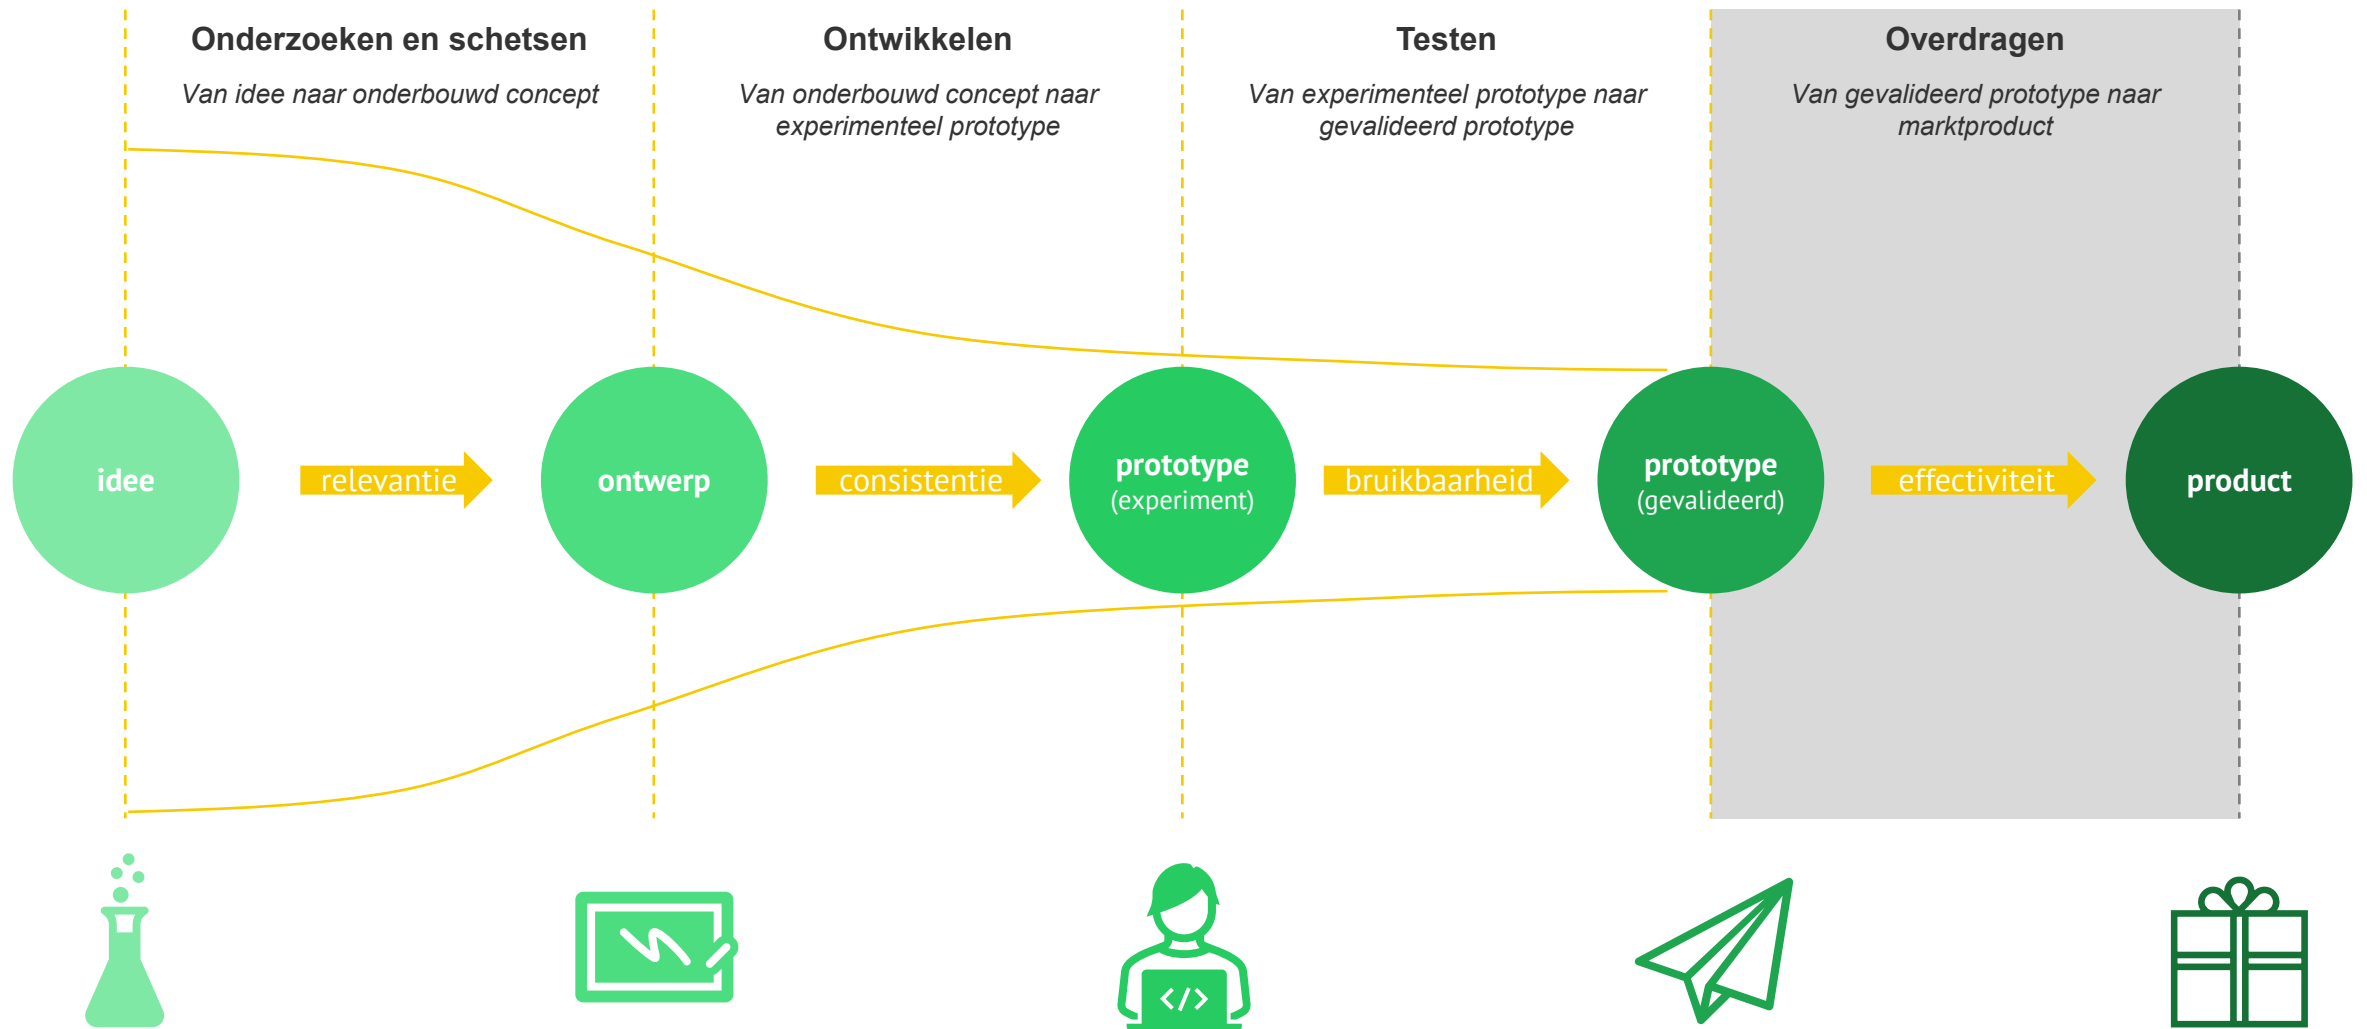 Onderzoeken en schetsen
Van idee naar onderbouwd concept
Ontwikkelen
Van onderbouwd concept naar
experimenteel prototype
Testen
Van experimenteel prototype naar
gevalideerd prototype
Overdragen
Van gevalideerd prototype naar
marktproduct
idee
relevantie
ontwerp
consistentie
prototype
(experiment)
bruikbaarheid
prototype
(gevalideerd)
effectiviteit
product